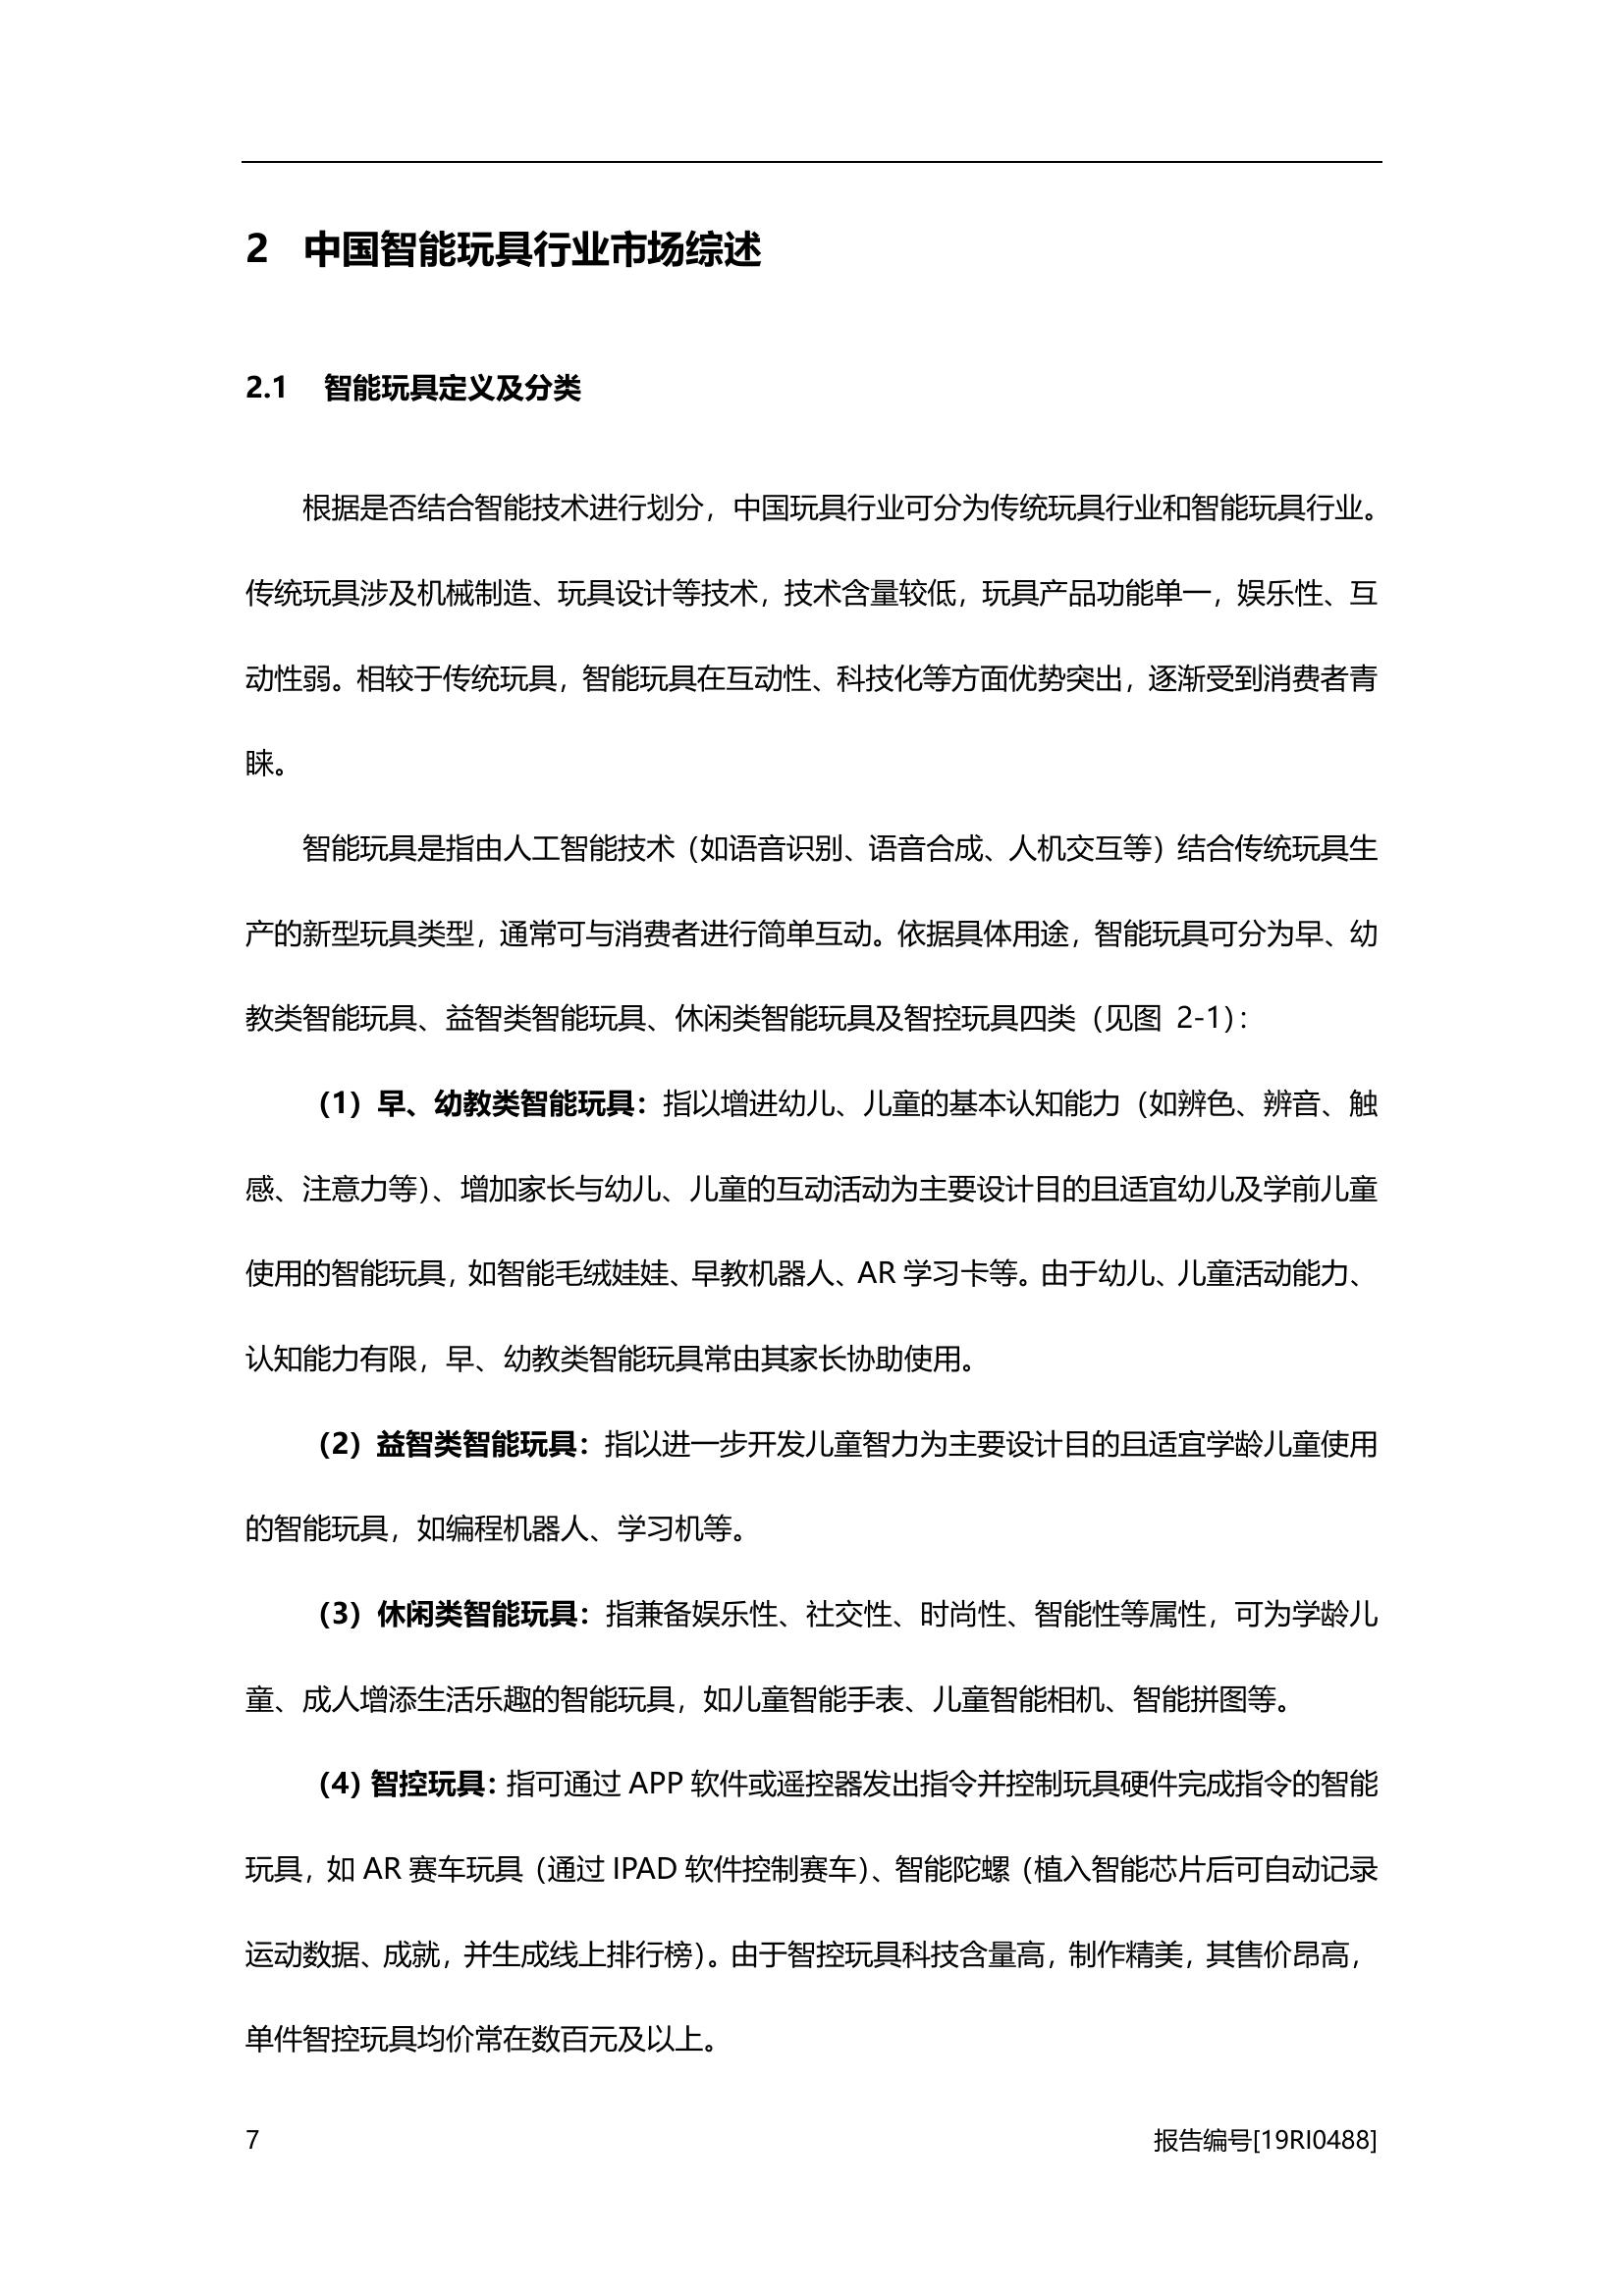 2 中国智能玩具行业市场综述
2.1 智能玩具定义及分类
根据是否结合智能技术进行划分，中国玩具行业可分为传统玩具行业和智能玩具行业。
传统玩具涉及机械制造、玩具设计等技术，技术含量较低，玩具产品功能单一，娱乐性、互
动性弱。相较于传统玩具，智能玩具在互动性、科技化等方面优势突出，逐渐受到消费者青
睐。
智能玩具是指由人工智能技术（如语音识别、语音合成、人机交互等）结合传统玩具生
产的新型玩具类型，通常可与消费者进行简单互动。依据具体用途，智能玩具可分为早、幼
教类智能玩具、益智类智能玩具、休闲类智能玩具及智控玩具四类（见图 2-1）：
（1）早、幼教类智能玩具：指以增进幼儿、儿童的基本认知能力（如辨色、辨音、触
感、注意力等）、增加家长与幼儿、儿童的互动活动为主要设计目的且适宜幼儿及学前儿童
使用的智能玩具，如智能毛绒娃娃、早教机器人、AR 学习卡等。由于幼儿、儿童活动能力、
认知能力有限，早、幼教类智能玩具常由其家长协助使用。
（2）益智类智能玩具：指以进一步开发儿童智力为主要设计目的且适宜学龄儿童使用
的智能玩具，如编程机器人、学习机等。
（3）休闲类智能玩具：指兼备娱乐性、社交性、时尚性、智能性等属性，可为学龄儿
童、成人增添生活乐趣的智能玩具，如儿童智能手表、儿童智能相机、智能拼图等。
（4）智控玩具：指可通过 APP 软件或遥控器发出指令并控制玩具硬件完成指令的智能
玩具，如 AR 赛车玩具（通过 IPAD 软件控制赛车）、智能陀螺（植入智能芯片后可自动记录
运动数据、成就，并生成线上排行榜）。由于智控玩具科技含量高，制作精美，其售价昂高，
单件智控玩具均价常在数百元及以上。
7 报告编号[19RI0488]